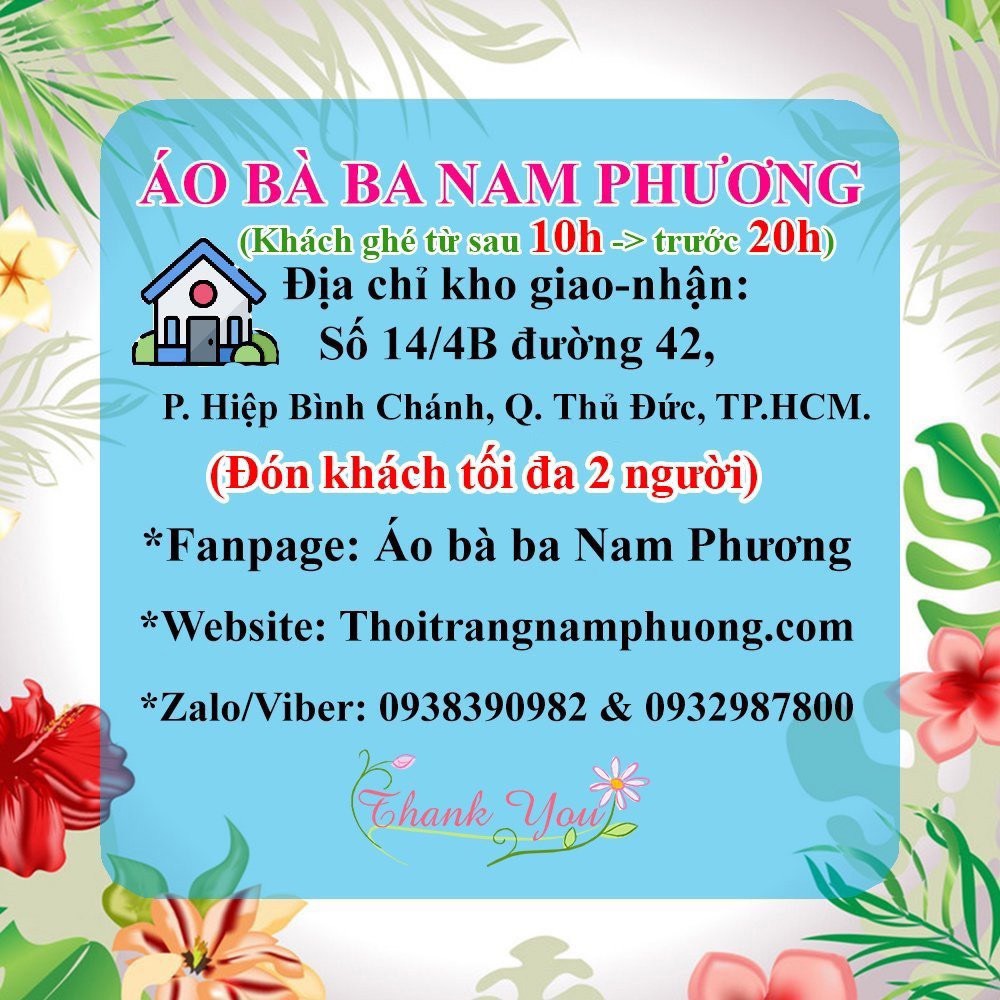 ÁO BÀ BA NAM PHƯƠNG
(Khách ghé từ sau 10h -> trước 20h)
Địa chỉ kho giao-nhận:
Số 14/4B đường 42,
P. Hiệp Bình Chánh, Q. Thủ Đức, TP.HCM.
(Đón khách tối đa 2 người)
*Fanpage: Áo bà ba Nam Phương
*Website: Thoitrangnamphuong.com
*Zalo/Viber: 0938390982 & 0932987800
Thank You